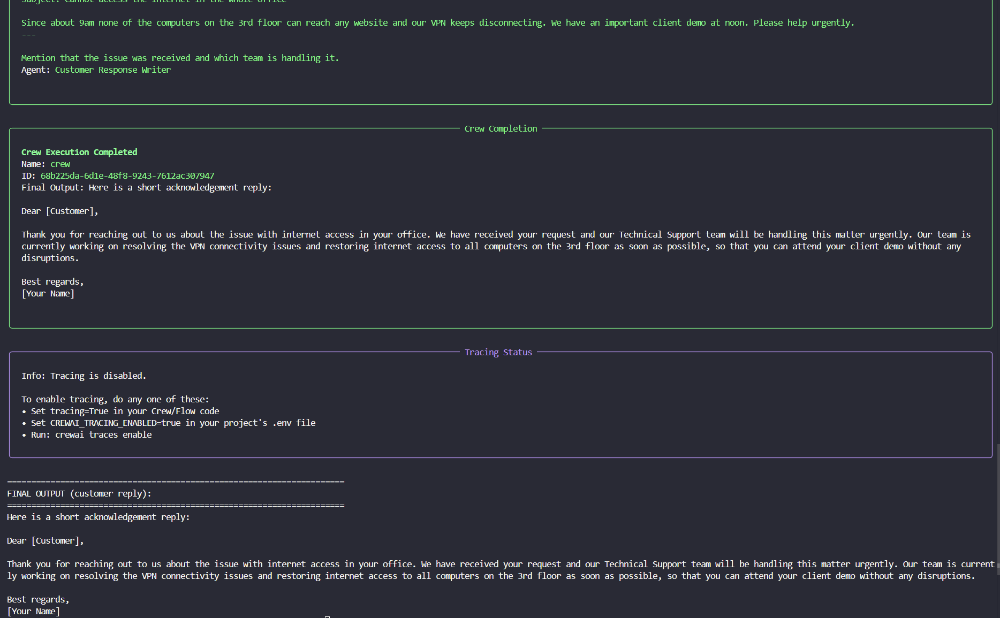 Subject: Cannot access the internet in the whole office
Since about 9am none of the computers on the 3rd floor can reach any website and our VPN keeps disconnecting. We have an important client demo at noon. Please help urgently.
---
Mention that the issue was received and which team is handling it.
Agent: Customer Response Writer
Crew Completion
Crew Execution Completed
Name: crew
ID: 68b225da-6d1e-48f8-9243-7612ac307947
Final Output: Here is a short acknowledgement reply:
Dear [Customer],
Thank you for reaching out to us about the issue with internet access in your office. We have received your request and our Technical Support team will be handling this matter urgently. Our team is
currently working on resolving the VPN connectivity issues and restoring internet access to all computers on the 3rd floor as soon as possible, so that you can attend your client demo without any
disruptions.
Best regards,
[Your Name]
Tracing Status
Info: Tracing is disabled.
To enable tracing, do any one of these:
• Set tracing=True in your Crew/Flow code
• Set CREWAI_TRACING_ENABLED=true in your project's .env file
• Run: crewai traces enable
======================================================================
FINAL OUTPUT (customer reply):
======================================================================
Here is a short acknowledgement reply:
Dear [Customer],
Thank you for reaching out to us about the issue with internet access in your office. We have received your request and our Technical Support team will be handling this matter urgently. Our team is current
ly working on resolving the VPN connectivity issues and restoring internet access to all computers on the 3rd floor as soon as possible, so that you can attend your client demo without any disruptions.
Best regards,
[Your Name]